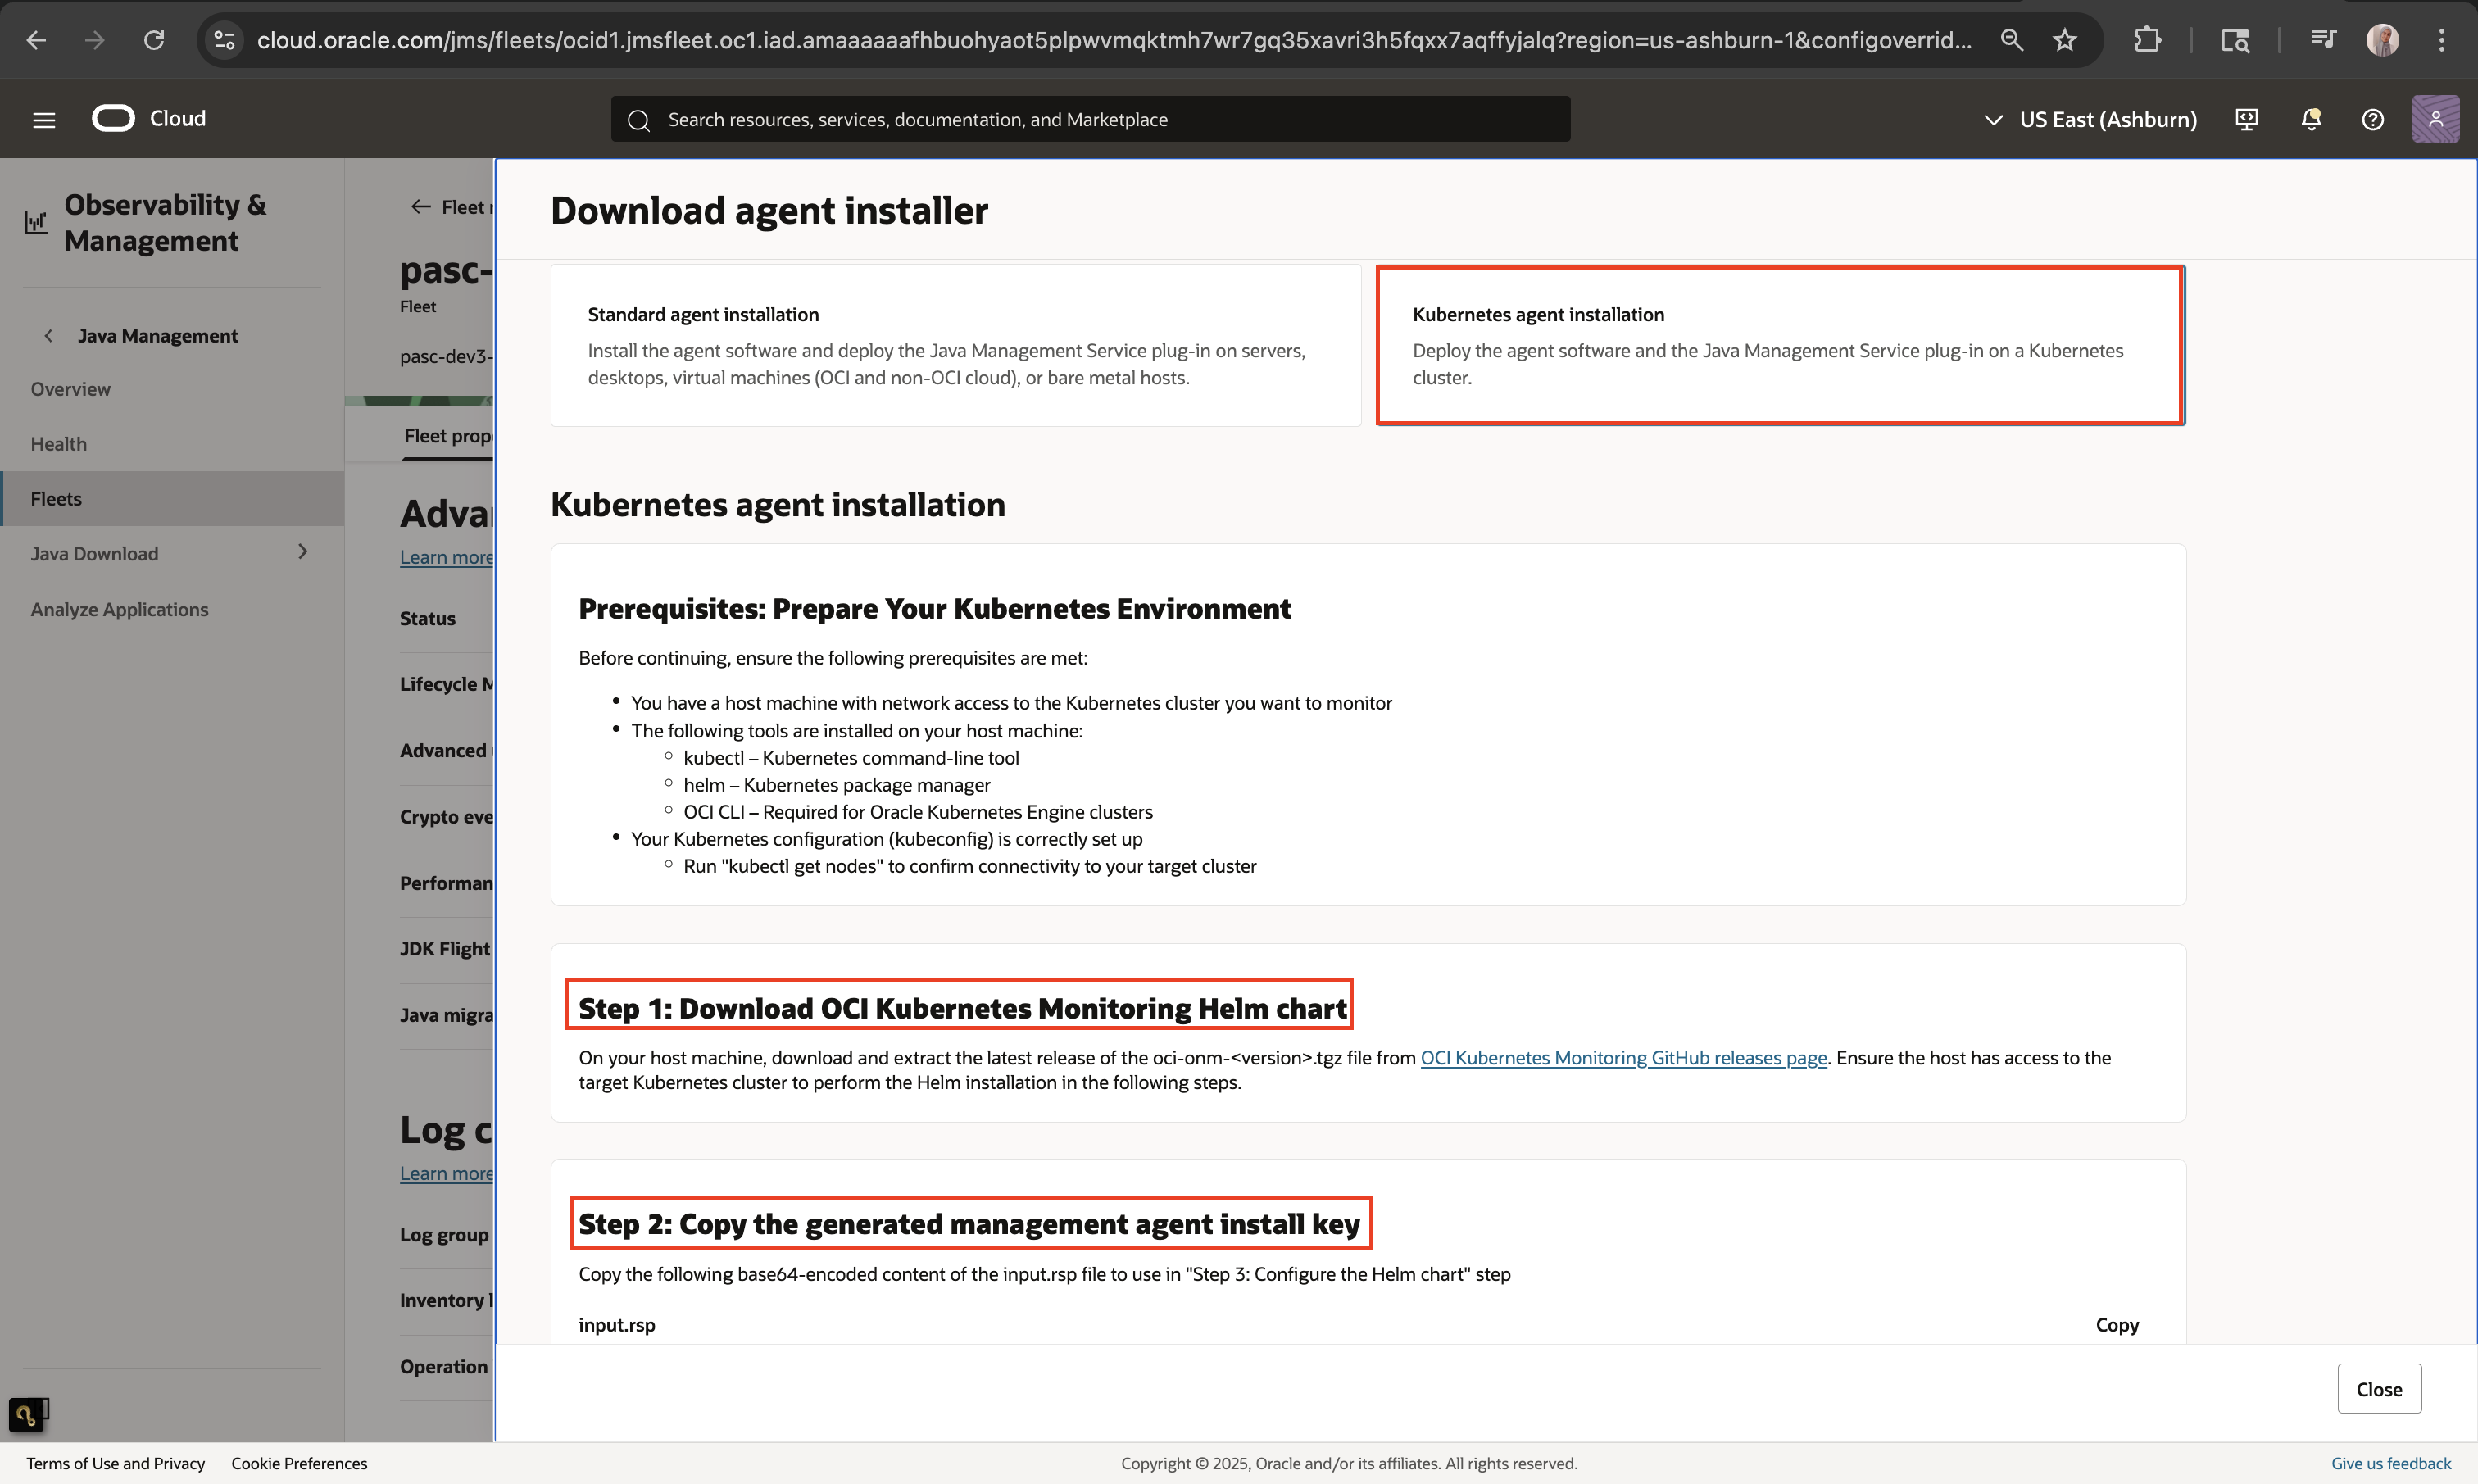 cloud.oracle.com/jms/fleets/ocid1.jmsfleet.oc1.iad.amaaaaaafhbuohyaot5plpwvmqktmh7wr7gq35xavri3h5fqxx7aqffyjalq?region=us-ashburn-1&configoverrid...
Cloud
Search resources, services, documentation, and Marketplace
US East (Ashburn)
Observability &
Management
Java Management
Overview
Health
Fleets
Java Download
Analyze Applications
Fleet
pasc-
Fleet
pasc-dev3-
Fleet prop
Adva
Learn more
Status
Lifecycle
Advanced
Crypto eve
Performan
JDK Flight
Java migra
Log c
Learn more
Log group
Inventory
Operation
Download agent installer
Standard agent installation
Install the agent software and deploy the Java Management Service plug-in on servers,
desktops, virtual machines (OCI and non-OCI cloud), or bare metal hosts.
Kubernetes agent installation
Deploy the agent software and the Java Management Service plug-in on a Kubernetes
cluster.
Kubernetes agent installation
Prerequisites: Prepare Your Kubernetes Environment
Before continuing, ensure the following prerequisites are met:
• You have a host machine with network access to the Kubernetes cluster you want to monitor
• The following tools are installed on your host machine:
○ kubectl – Kubernetes command-line tool
○ helm – Kubernetes package manager
○ OCI CLI – Required for Oracle Kubernetes Engine clusters
• Your Kubernetes configuration (kubeconfig) is correctly set up
○ Run "kubectl get nodes" to confirm connectivity to your target cluster
Step 1: Download OCI Kubernetes Monitoring Helm chart
On your host machine, download and extract the latest release of the oci-onm-<version>.tgz file from OCI Kubernetes Monitoring GitHub releases page. Ensure the host has access to the
target Kubernetes cluster to perform the Helm installation in the following steps.
Step 2: Copy the generated management agent install key
Copy the following base64-encoded content of the input.rsp file to use in "Step 3: Configure the Helm chart" step
input.rsp
Copy
Close
Terms of Use and Privacy
Cookie Preferences
Copyright © 2025, Oracle and/or its affiliates. All rights reserved.
Give us feedback